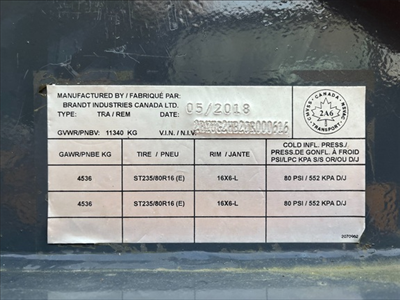 MANUFACTURED BY / FABRIQUÉ PAR:
BRANDT INDUSTRIES CANADA LTD.
TYPE: TRA / REM DATE: 05/2018
GVWR/PNBV: 11340 KG V.I.N. / N.I.V.
CANADA
2A6
TRANSPORT
GAWR/PNBE KG TIRE / PNEU RIM / JANTE COLD INFL. PRESS./
PRESS.DE GONFL. À FROID
PSI/LPC KPA S/S OR/OU D/J
4536 ST235/80R16 (E) 16X6-L 80 PSI / 552 KPA D/J
4536 ST235/80R16 (E) 16X6-L 80 PSI / 552 KPA D/J